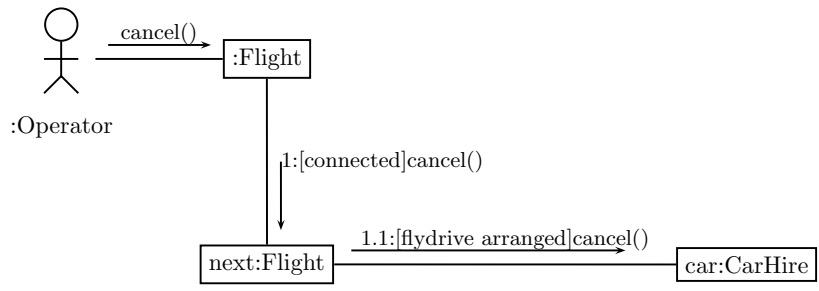 cancel()
:Flight
:Operator
1:[connected]cancel()
1.1:[flydrive arranged]cancel()
next:Flight
car:CarHire